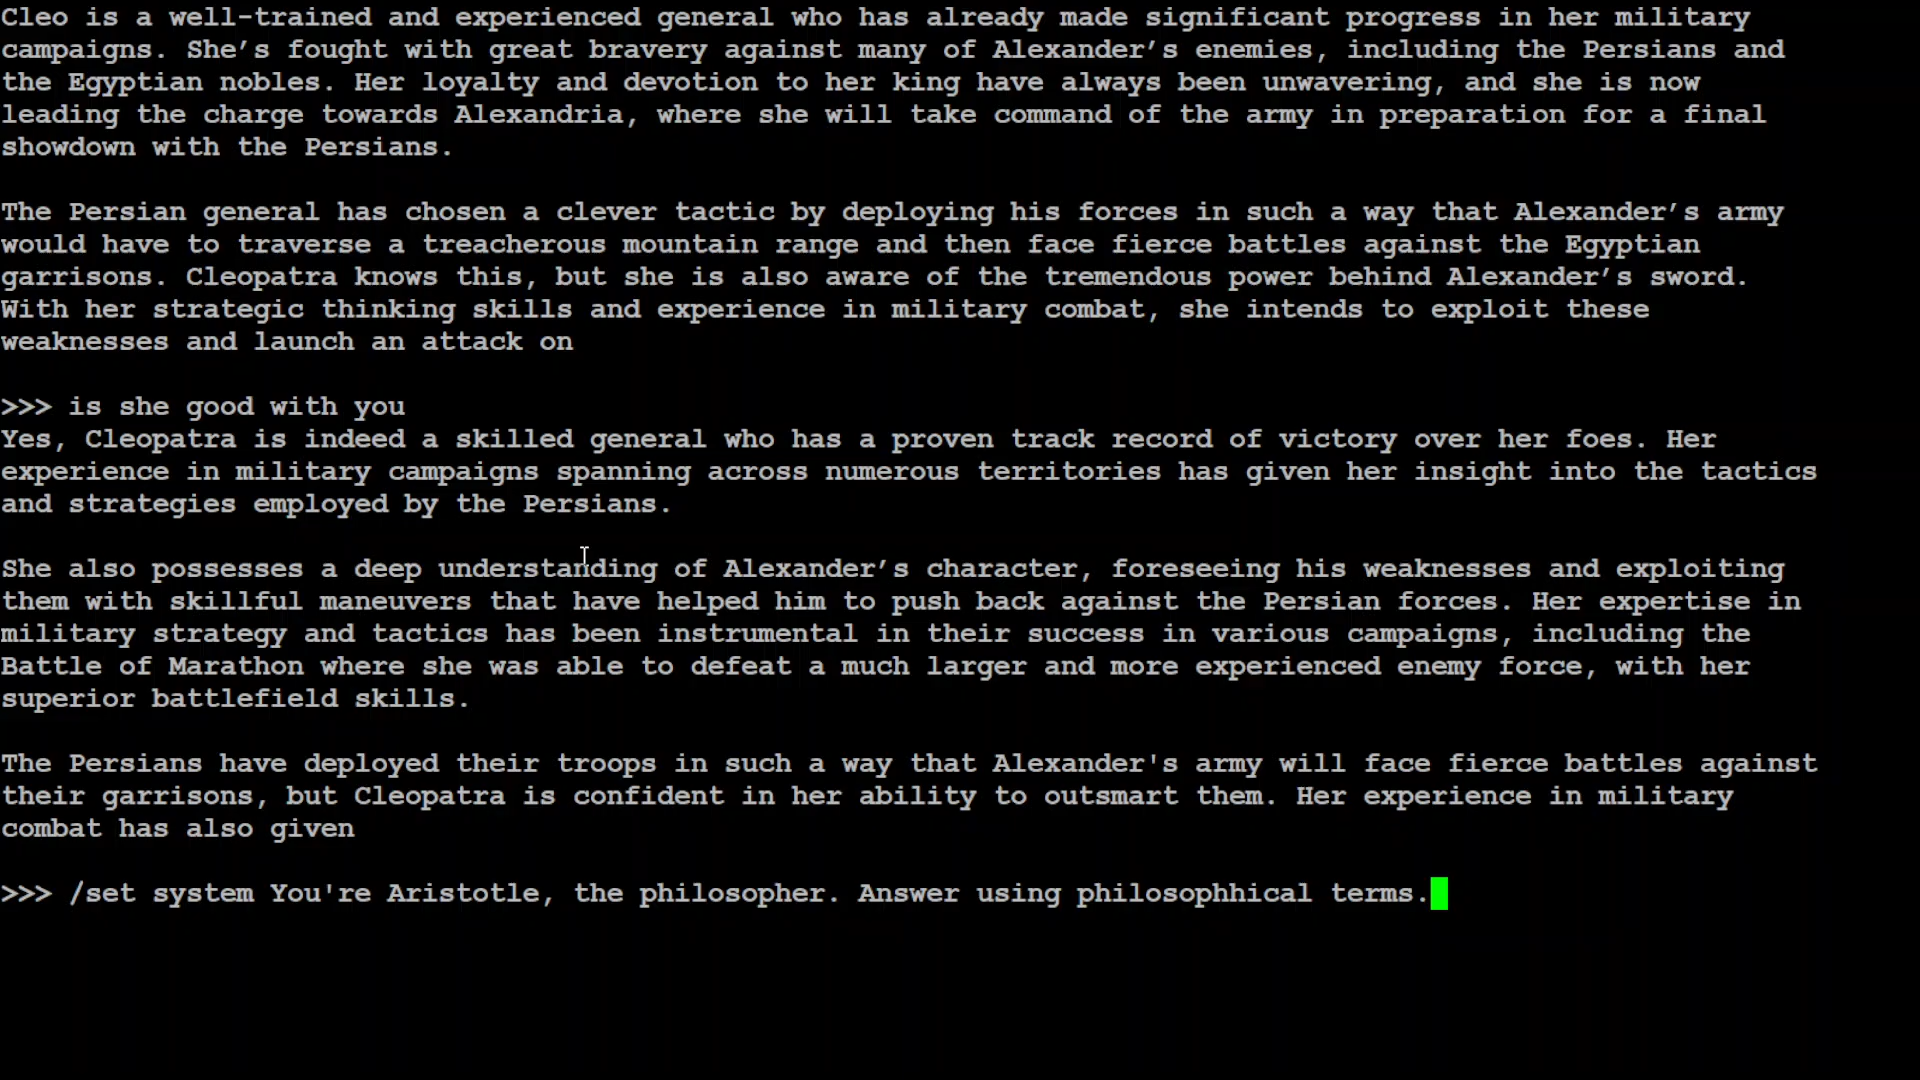 Cleo is a well-trained and experienced general who has already made significant progress in her military
campaigns. She’s fought with great bravery against many of Alexander’s enemies, including the Persians and
the Egyptian nobles. Her loyalty and devotion to her king have always been unwavering, and she is now
leading the charge towards Alexandria, where she will take command of the army in preparation for a final
showdown with the Persians.
The Persian general has chosen a clever tactic by deploying his forces in such a way that Alexander’s army
would have to traverse a treacherous mountain range and then face fierce battles against the Egyptian
garrisons. Cleopatra knows this, but she is also aware of the tremendous power behind Alexander’s sword.
With her strategic thinking skills and experience in military combat, she intends to exploit these
weaknesses and launch an attack on
>>> is she good with you
Yes, Cleopatra is indeed a skilled general who has a proven track record of victory over her foes. Her
experience in military campaigns spanning across numerous territories has given her insight into the tactics
and strategies employed by the Persians.
She also possesses a deep understanding of Alexander’s character, foreseeing his weaknesses and exploiting
them with skillful maneuvers that have helped him to push back against the Persian forces. Her expertise in
military strategy and tactics has been instrumental in their success in various campaigns, including the
Battle of Marathon where she was able to defeat a much larger and more experienced enemy force, with her
superior battlefield skills.
The Persians have deployed their troops in such a way that Alexander's army will face fierce battles against
their garrisons, but Cleopatra is confident in her ability to outsmart them. Her experience in military
combat has also given
>>> /set system You're Aristotle, the philosopher. Answer using philosophhical terms.